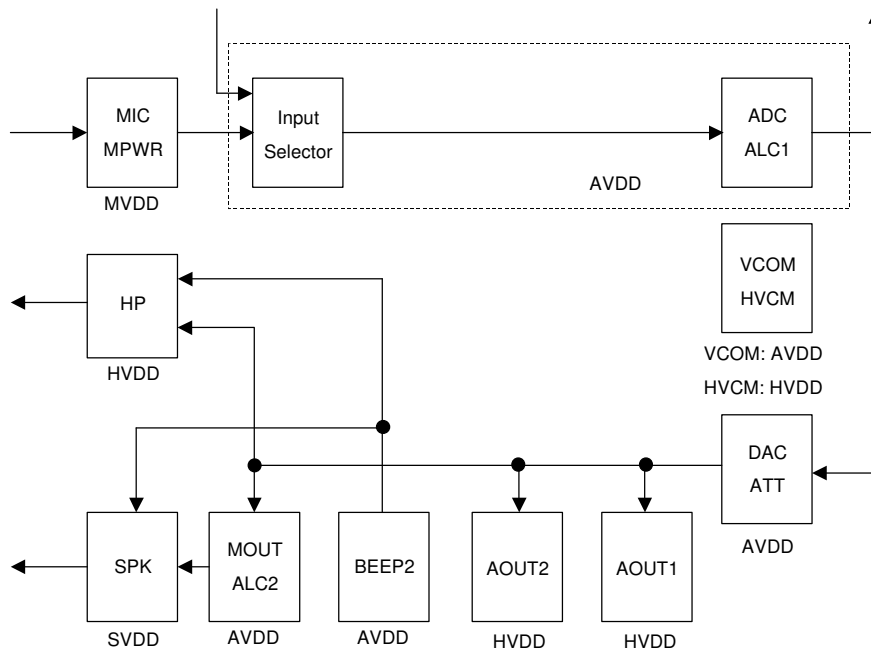 MIC
MPWR
MVDD
Input
Selector
ADC
ALC1
AVDD
VCOM
HVCM
VCOM: AVDD
HVCM: HVDD
HP
HVDD
DAC
ATT
AVDD
SPK
SVDD
MOUT
ALC2
AVDD
BEEP2
AVDD
AOUT2
HVDD
AOUT1
HVDD